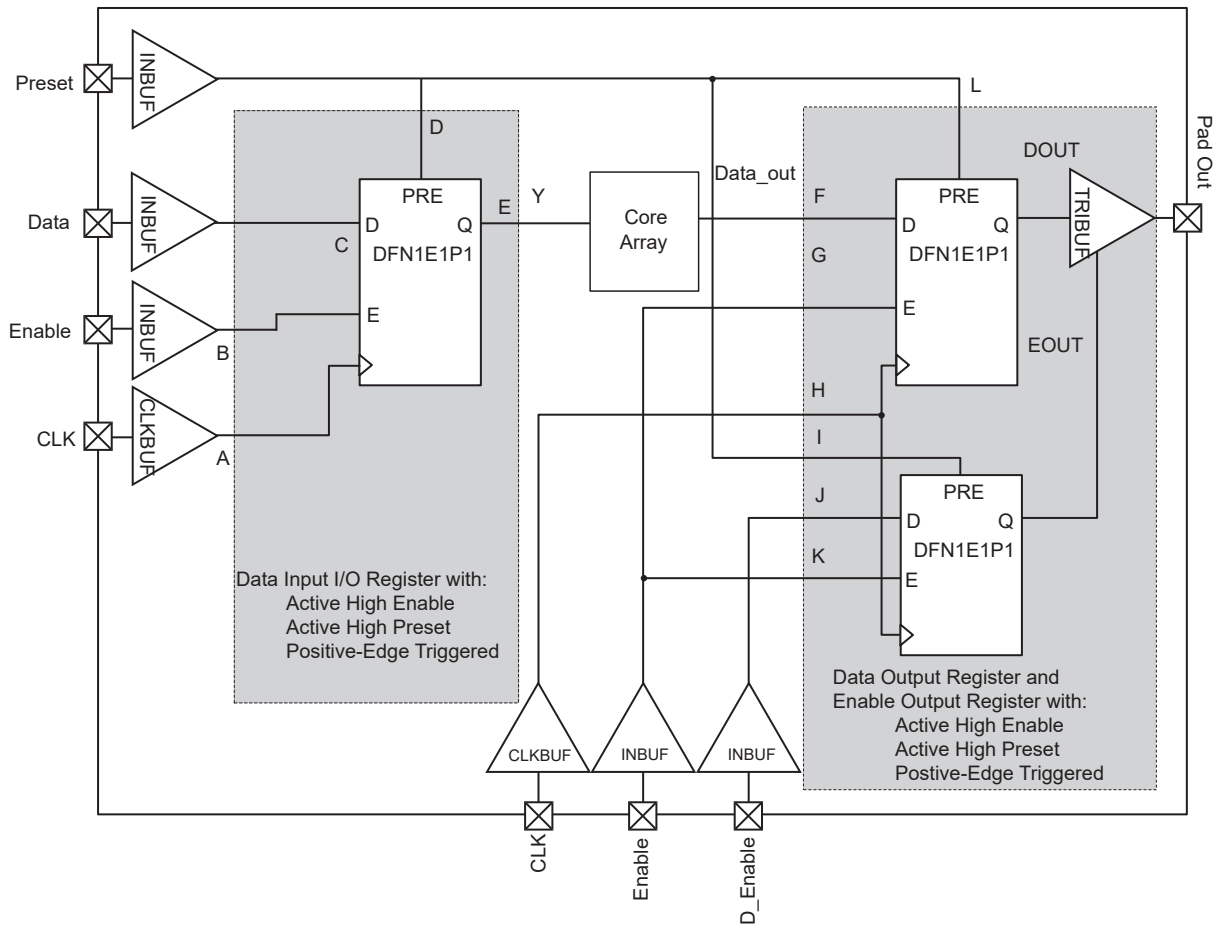 Preset
INBUF
L
D
Pad Out
DOUT
Data
INBUF
PRE
D
Q
DFN1E1P1
C
E
Y
Core
Array
Data_out
F
G
PRE
D
Q
DFN1E1P1
E
TRIBUF
Enable
INBUF
B
E
EOUT
CLK
CLKBUF
A
H
I
J
K
PRE
D
Q
DFN1E1P1
E
Data Input I/O Register with:
Active High Enable
Active High Preset
Positive-Edge Triggered
Data Output Register and
Enable Output Register with:
Active High Enable
Active High Preset
Postive-Edge Triggered
CLKBUF
INBUF
INBUF
CLK
Enable
D_Enable